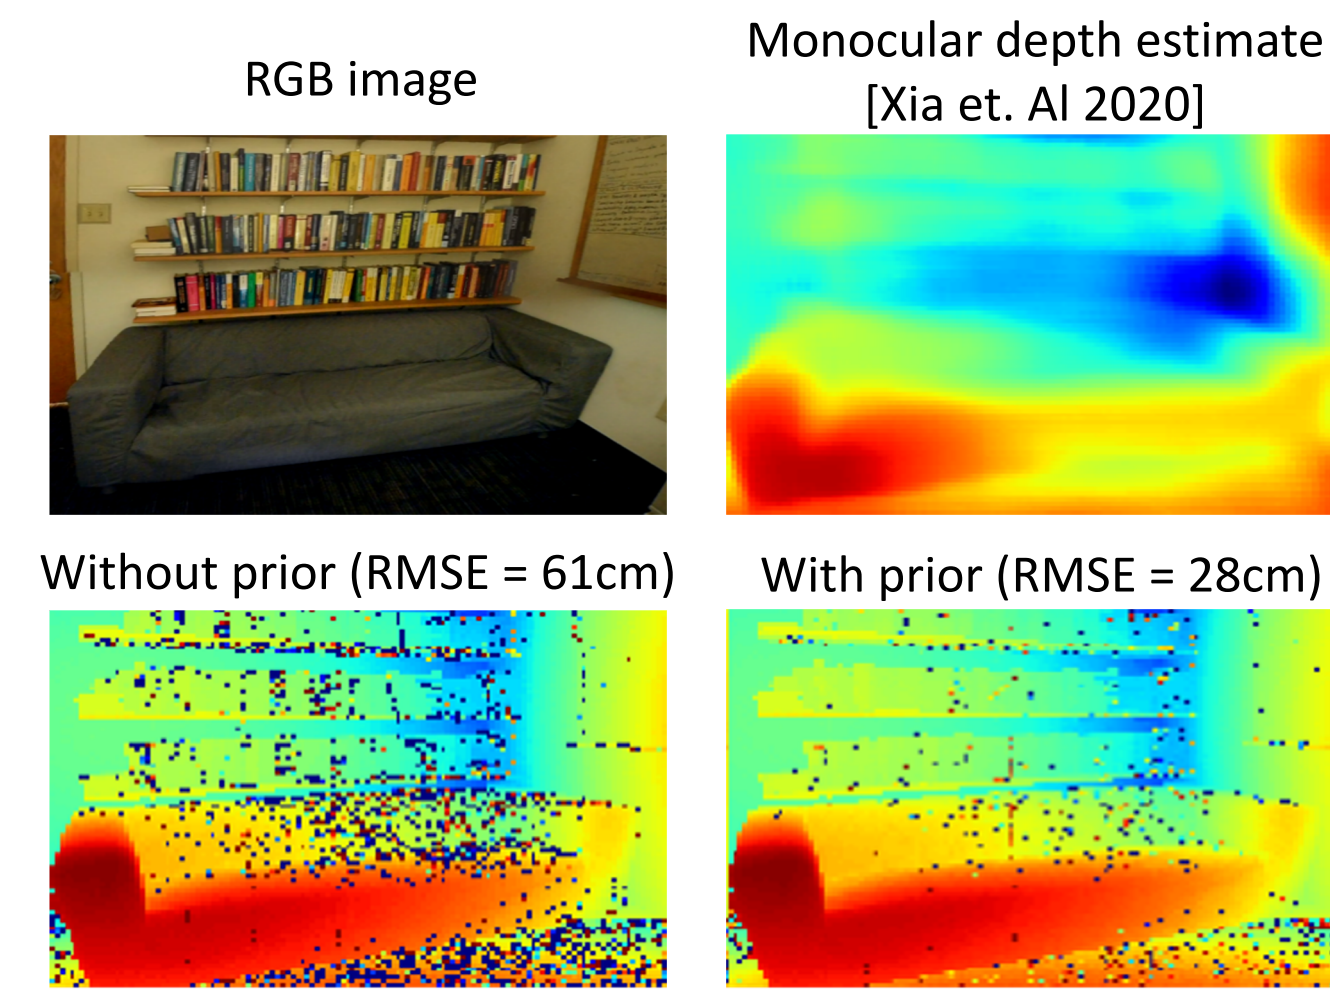 RGB image
Monocular depth estimate
[Xia et. Al 2020]
Without prior (RMSE = 61cm)
With prior (RMSE = 28cm)